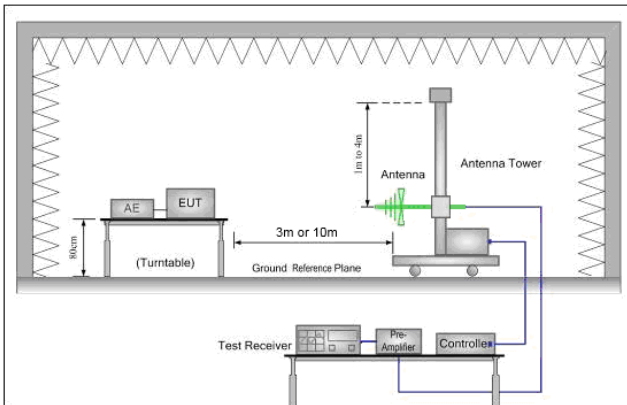 1m to 4m
Antenna
Antenna Tower
AE
EUT
3m or 10m
80cm
(Turntable)
Ground Reference Plane
Test Receiver
Pre-
Amplifier
Controlle